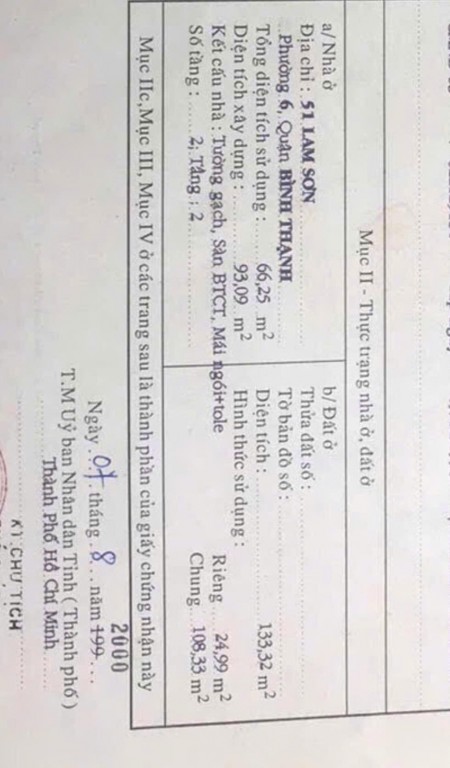 Mục II - Thực trạng nhà ở, đất ở
a/ Nhà ở
Địa chỉ : 51 LAM SƠN
Phường 6, Quận BÌNH THẠNH
Tổng diện tích sử dụng : 66,25 m²
Diện tích xây dựng : 93,09 m²
Kết cấu nhà : Tường gạch, Sàn BTCT, Mái ngói+tole
Số tầng : 2; Tầng : 2
b/ Đất ở
Thửa đất số :
Tờ bản đồ số :
Diện tích : 133,32 m²
Hình thức sử dụng :
Riêng 24,99 m²
Chung 108,33 m²
Mục IIc, Mục III, Mục IV ở các trang sau là thành phần của giấy chứng nhận này
2000
Ngày 07 tháng 8 năm 199
T.M Uỷ ban Nhân dân Tỉnh ( Thành phố )
Thành Phố Hồ Chí Minh
KT.CHỦ TỊCH